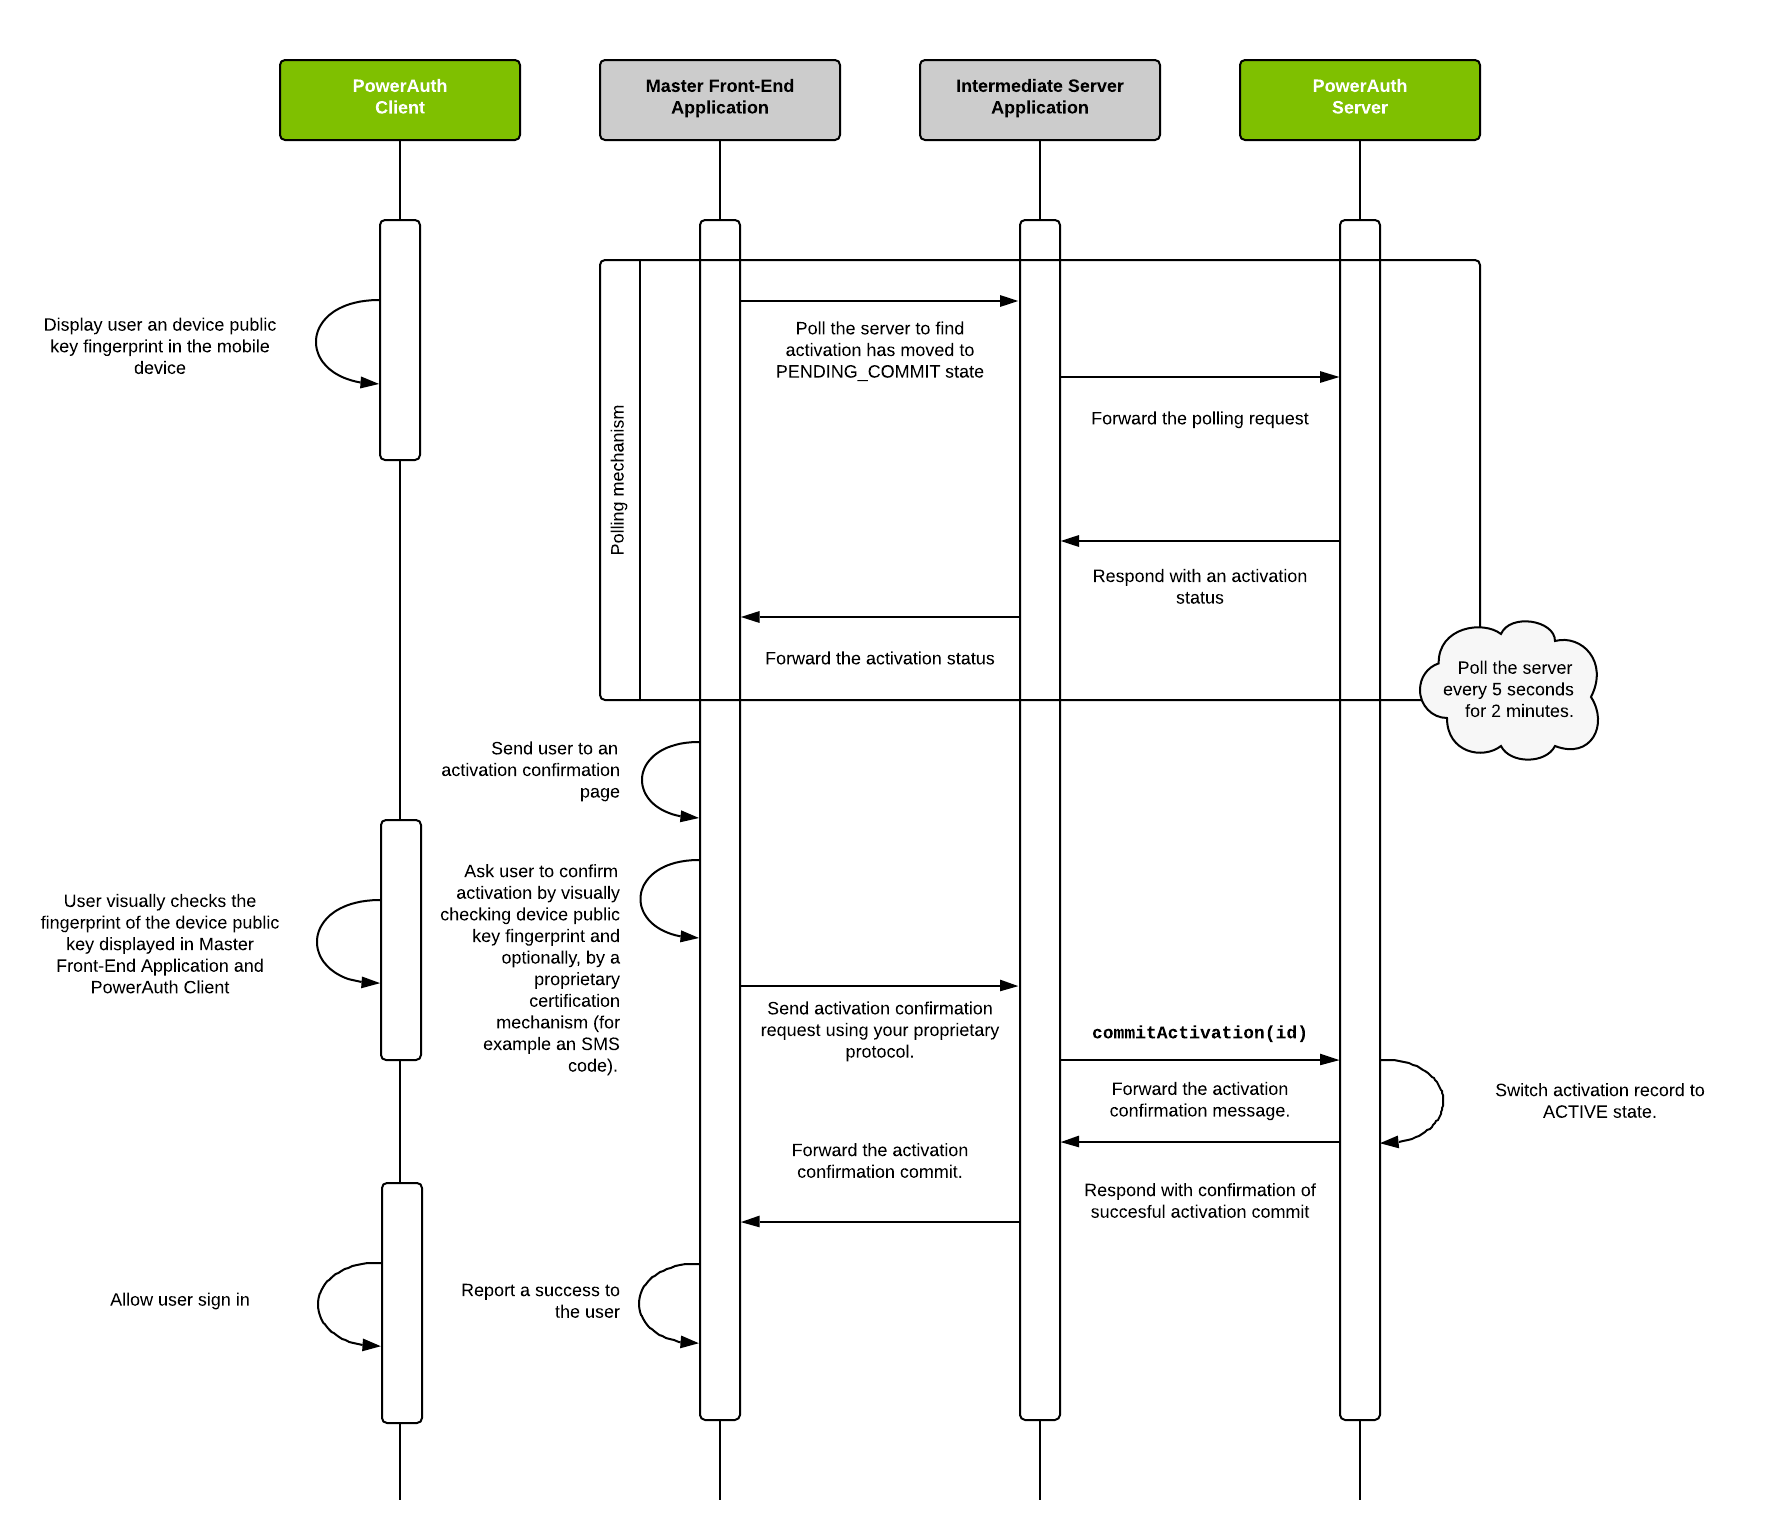 PowerAuth
Client
Master Front-End
Application
Intermediate Server
Application
PowerAuth
Server
Display user an device public
key fingerprint in the mobile
device
Polling mechanism
Poll the server to find
activation has moved to
PENDING_COMMIT state
Forward the polling request
Respond with an activation
status
Forward the activation status
Poll the server
every 5 seconds
for 2 minutes.
Send user to an
activation confirmation
page
User visually checks the
fingerprint of the device public
key displayed in Master
Front-End Application and
PowerAuth Client
Ask user to confirm
activation by visually
checking device public
key fingerprint and
optionally, by a
proprietary
certification
mechanism (for
example an SMS
code).
Send activation confirmation
request using your proprietary
protocol.
commitActivation(id)
Forward the activation
confirmation message.
Switch activation record to
ACTIVE state.
Forward the activation
confirmation commit.
Respond with confirmation of
succesful activation commit
Allow user sign in
Report a success to
the user